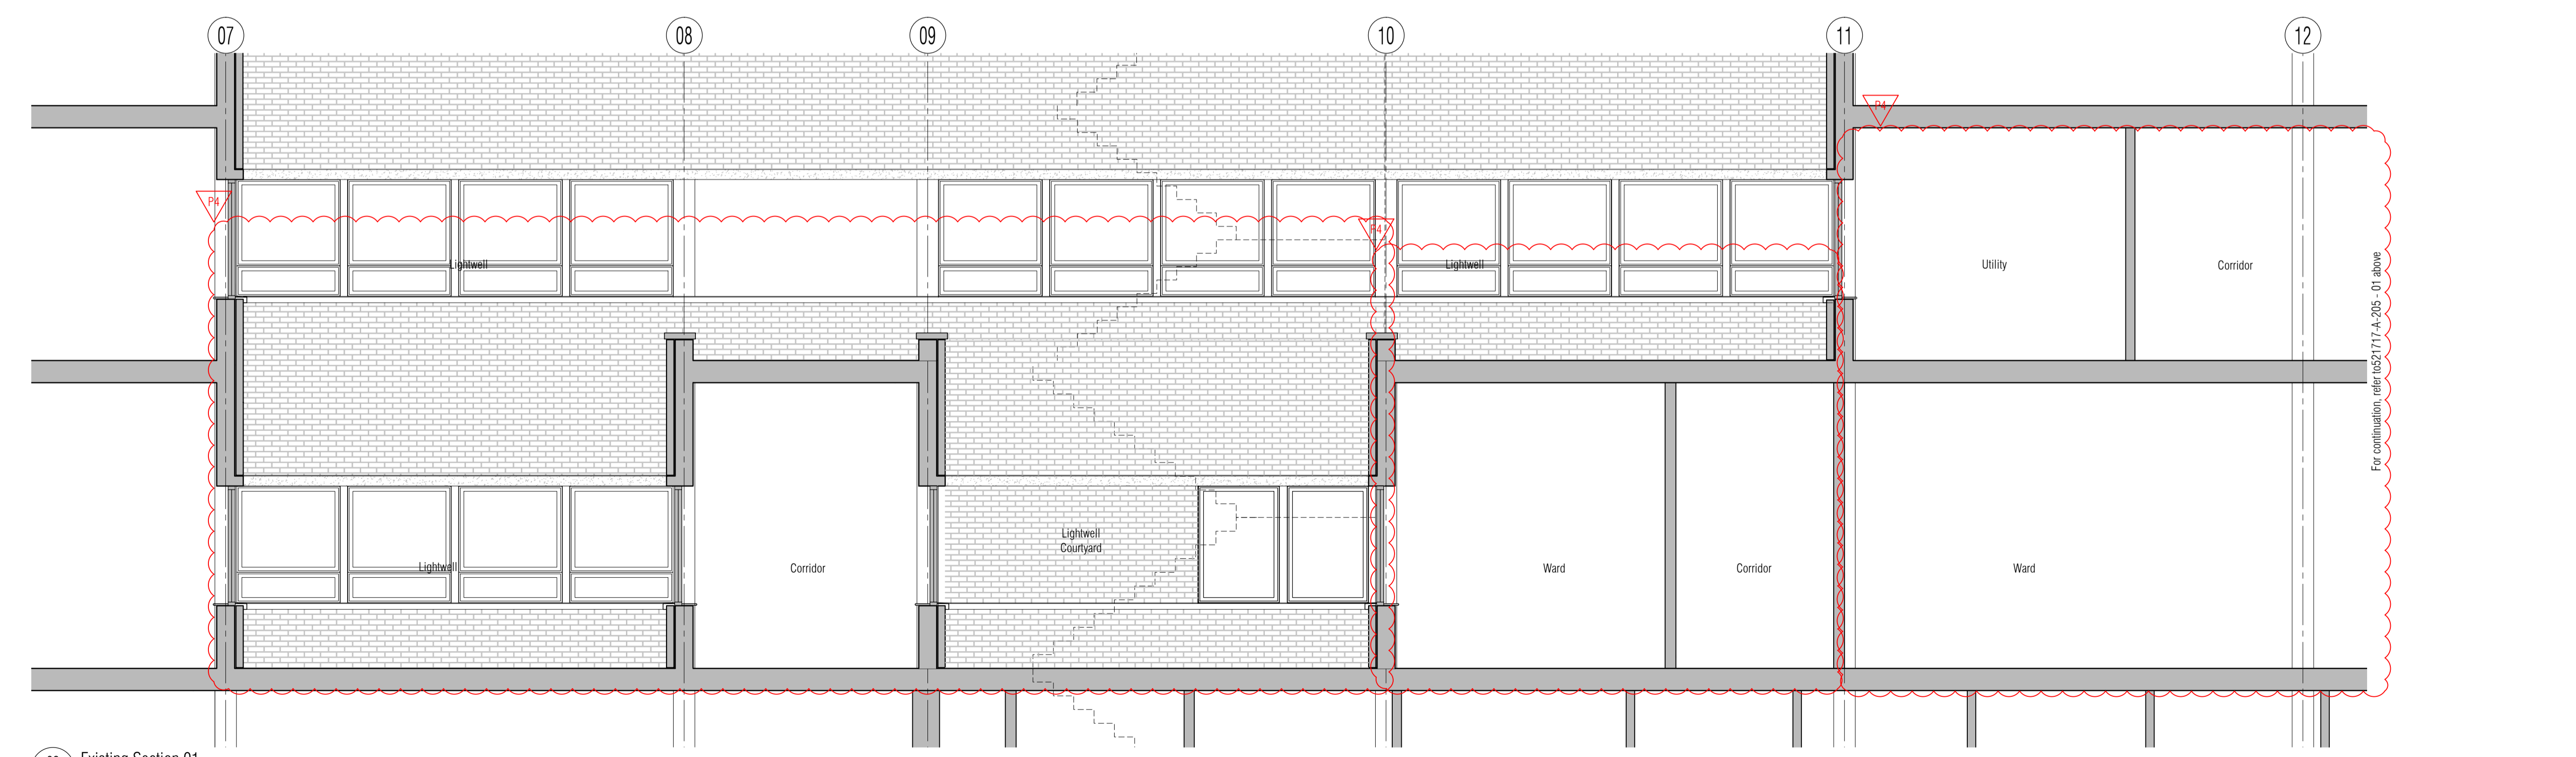 07
08
09
10
11
12
P4
P4
P4
Lightwell
Lightwell
Utility
Corridor
For continuation, refer to521717-A-205 - 01 above
Lightwell
Courtyard
Lightwell
Corridor
Ward
Corridor
Ward
Existing Section 01